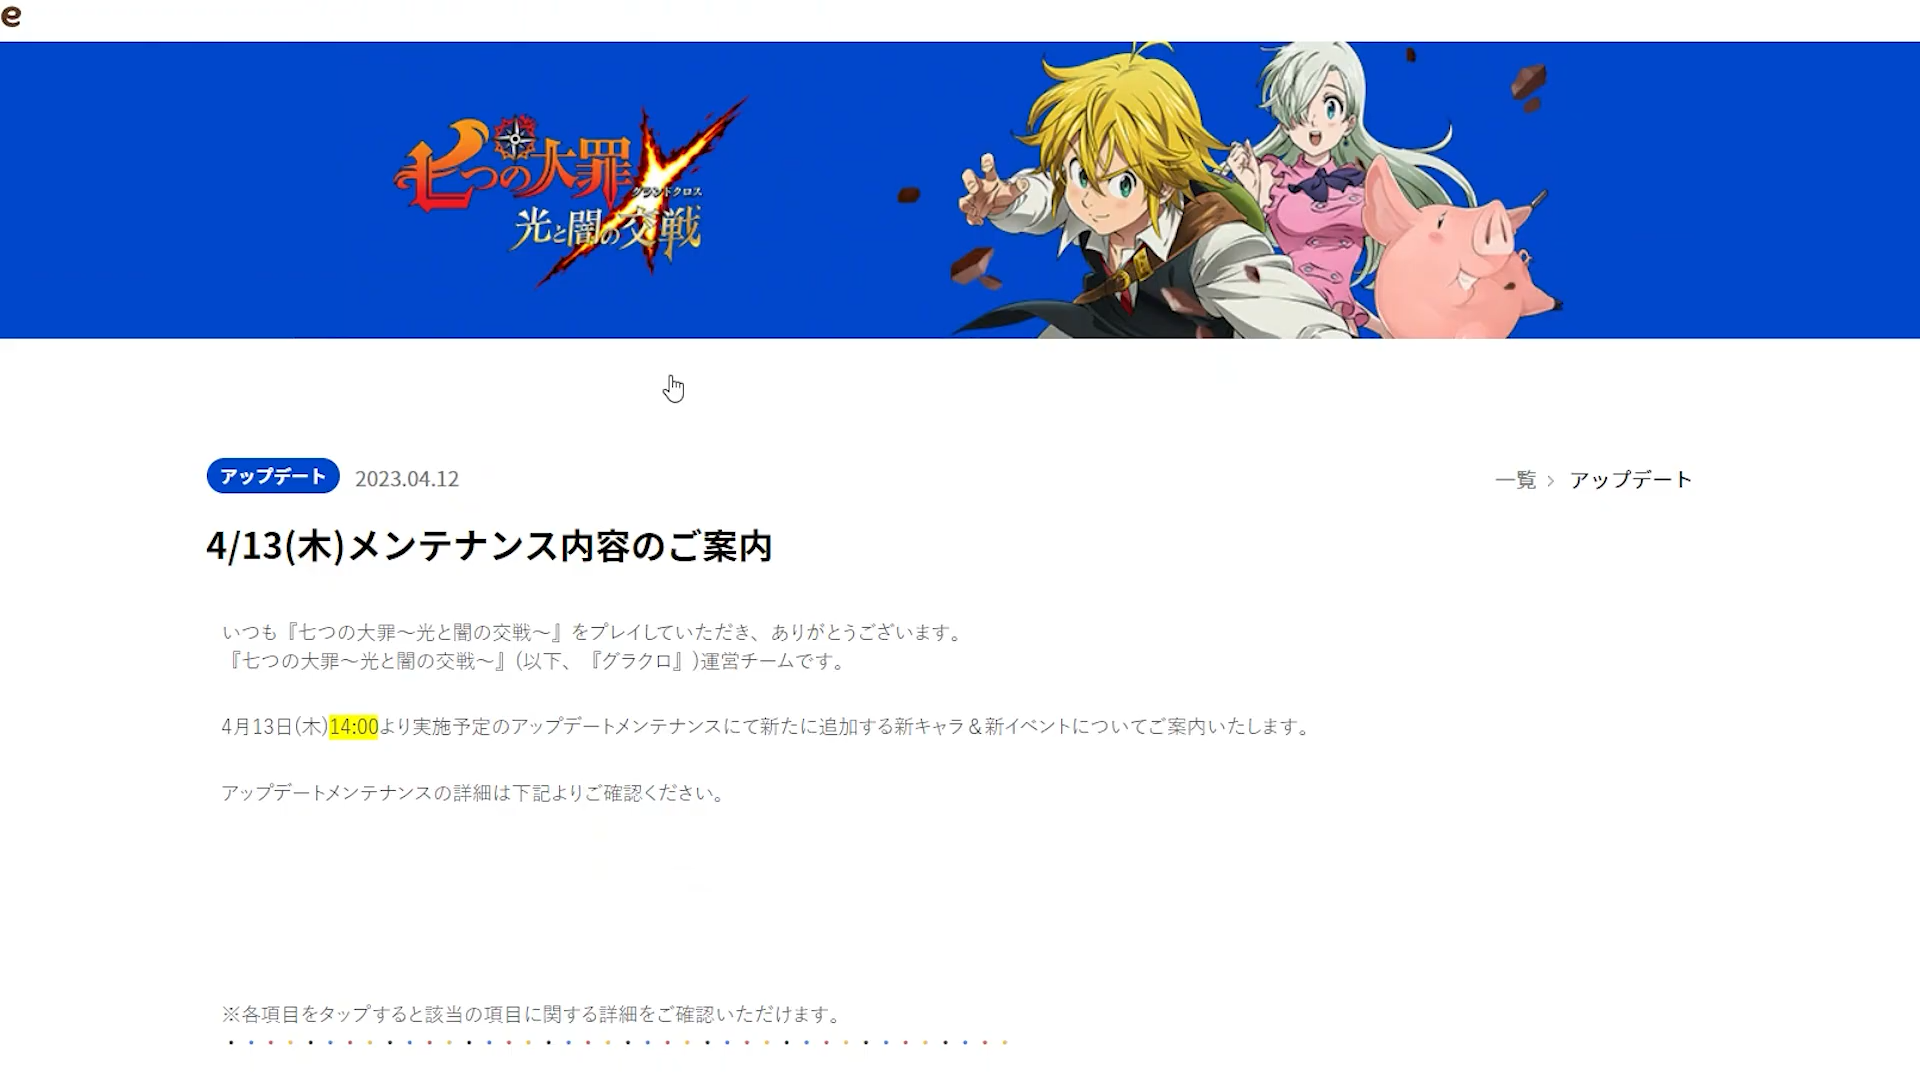 e
七つの大罪
グランドクロス
光と闇の交戦
アップデート 2023.04.12
一覧 > アップデート
4/13(木)メンテナンス内容のご案内
いつも『七つの大罪～光と闇の交戦～』をプレイしていただき、ありがとうございます。
『七つの大罪～光と闇の交戦～』(以下、『グラクロ』)運営チームです。
4月13日(木)14:00より実施予定のアップデートメンテナンスにて新たに追加する新キャラ＆新イベントについてご案内いたします。
アップデートメンテナンスの詳細は下記よりご確認ください。
※各項目をタップすると該当の項目に関する詳細をご確認いただけます。